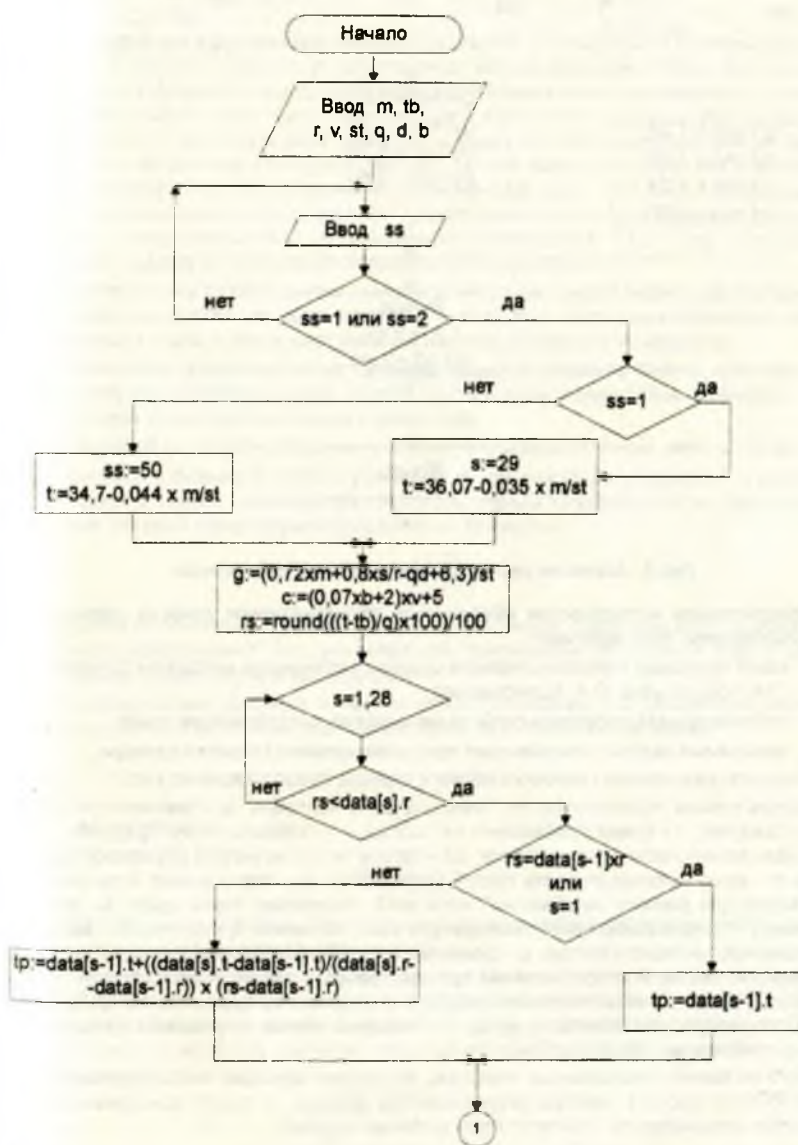 Начало
Ввод m, tb,
r, v, st, q, d, b
Ввод ss
нет
да
ss=1 или ss=2
нет
да
ss=1
ss:=50
t:=34,7-0,044 x m/st
s:=29
t:=36,07-0,035 x m/st
g:=(0,72xm+0,8xs/r-qd+6,3)/st
c:=(0,07xb+2)xv+5
rs:=round(((t-tb)/q)x100)/100
s=1,28
нет
да
rs<data[s].r
нет
да
rs=data[s-1]xr
или
s=1
tp:=data[s-1].t+((data[s].t-data[s-1].t)/(data[s].r-
-data[s-1].r)) x (rs-data[s-1].r)
tp:=data[s-1].t
1